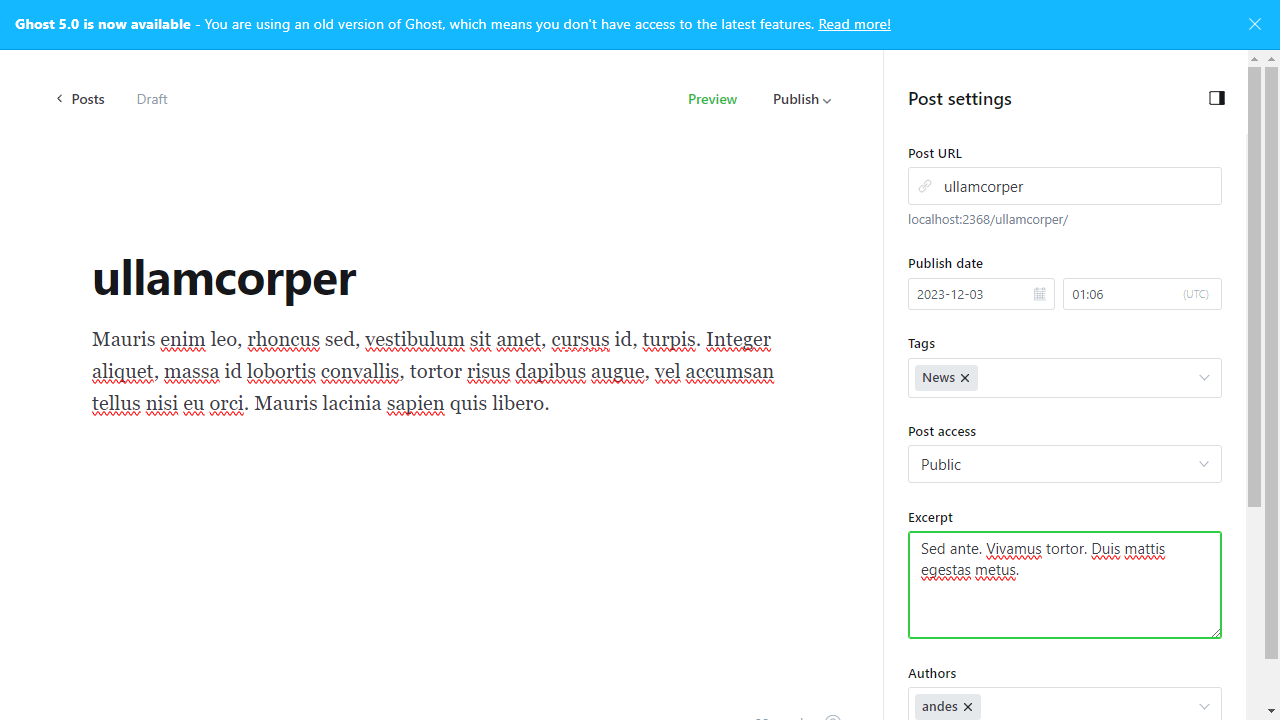 Ghost 5.0 is now available - You are using an old version of Ghost, which means you don't have access to the latest features. Read more!
Posts
Draft
Preview
Publish
ullamcorper
Mauris enim leo, rhoncus sed, vestibulum sit amet, cursus id, turpis. Integer
aliquet, massa id lobortis convallis, tortor risus dapibus augue, vel accumsan
tellus nisi eu orci. Mauris lacinia sapien quis libero.
Post settings
Post URL
ullamcorper
localhost:2368/ullamcorper/
Publish date
2023-12-03
01:06
(UTC)
Tags
News
Post access
Public
Excerpt
Sed ante. Vivamus tortor. Duis mattis
egestas metus.
Authors
andes